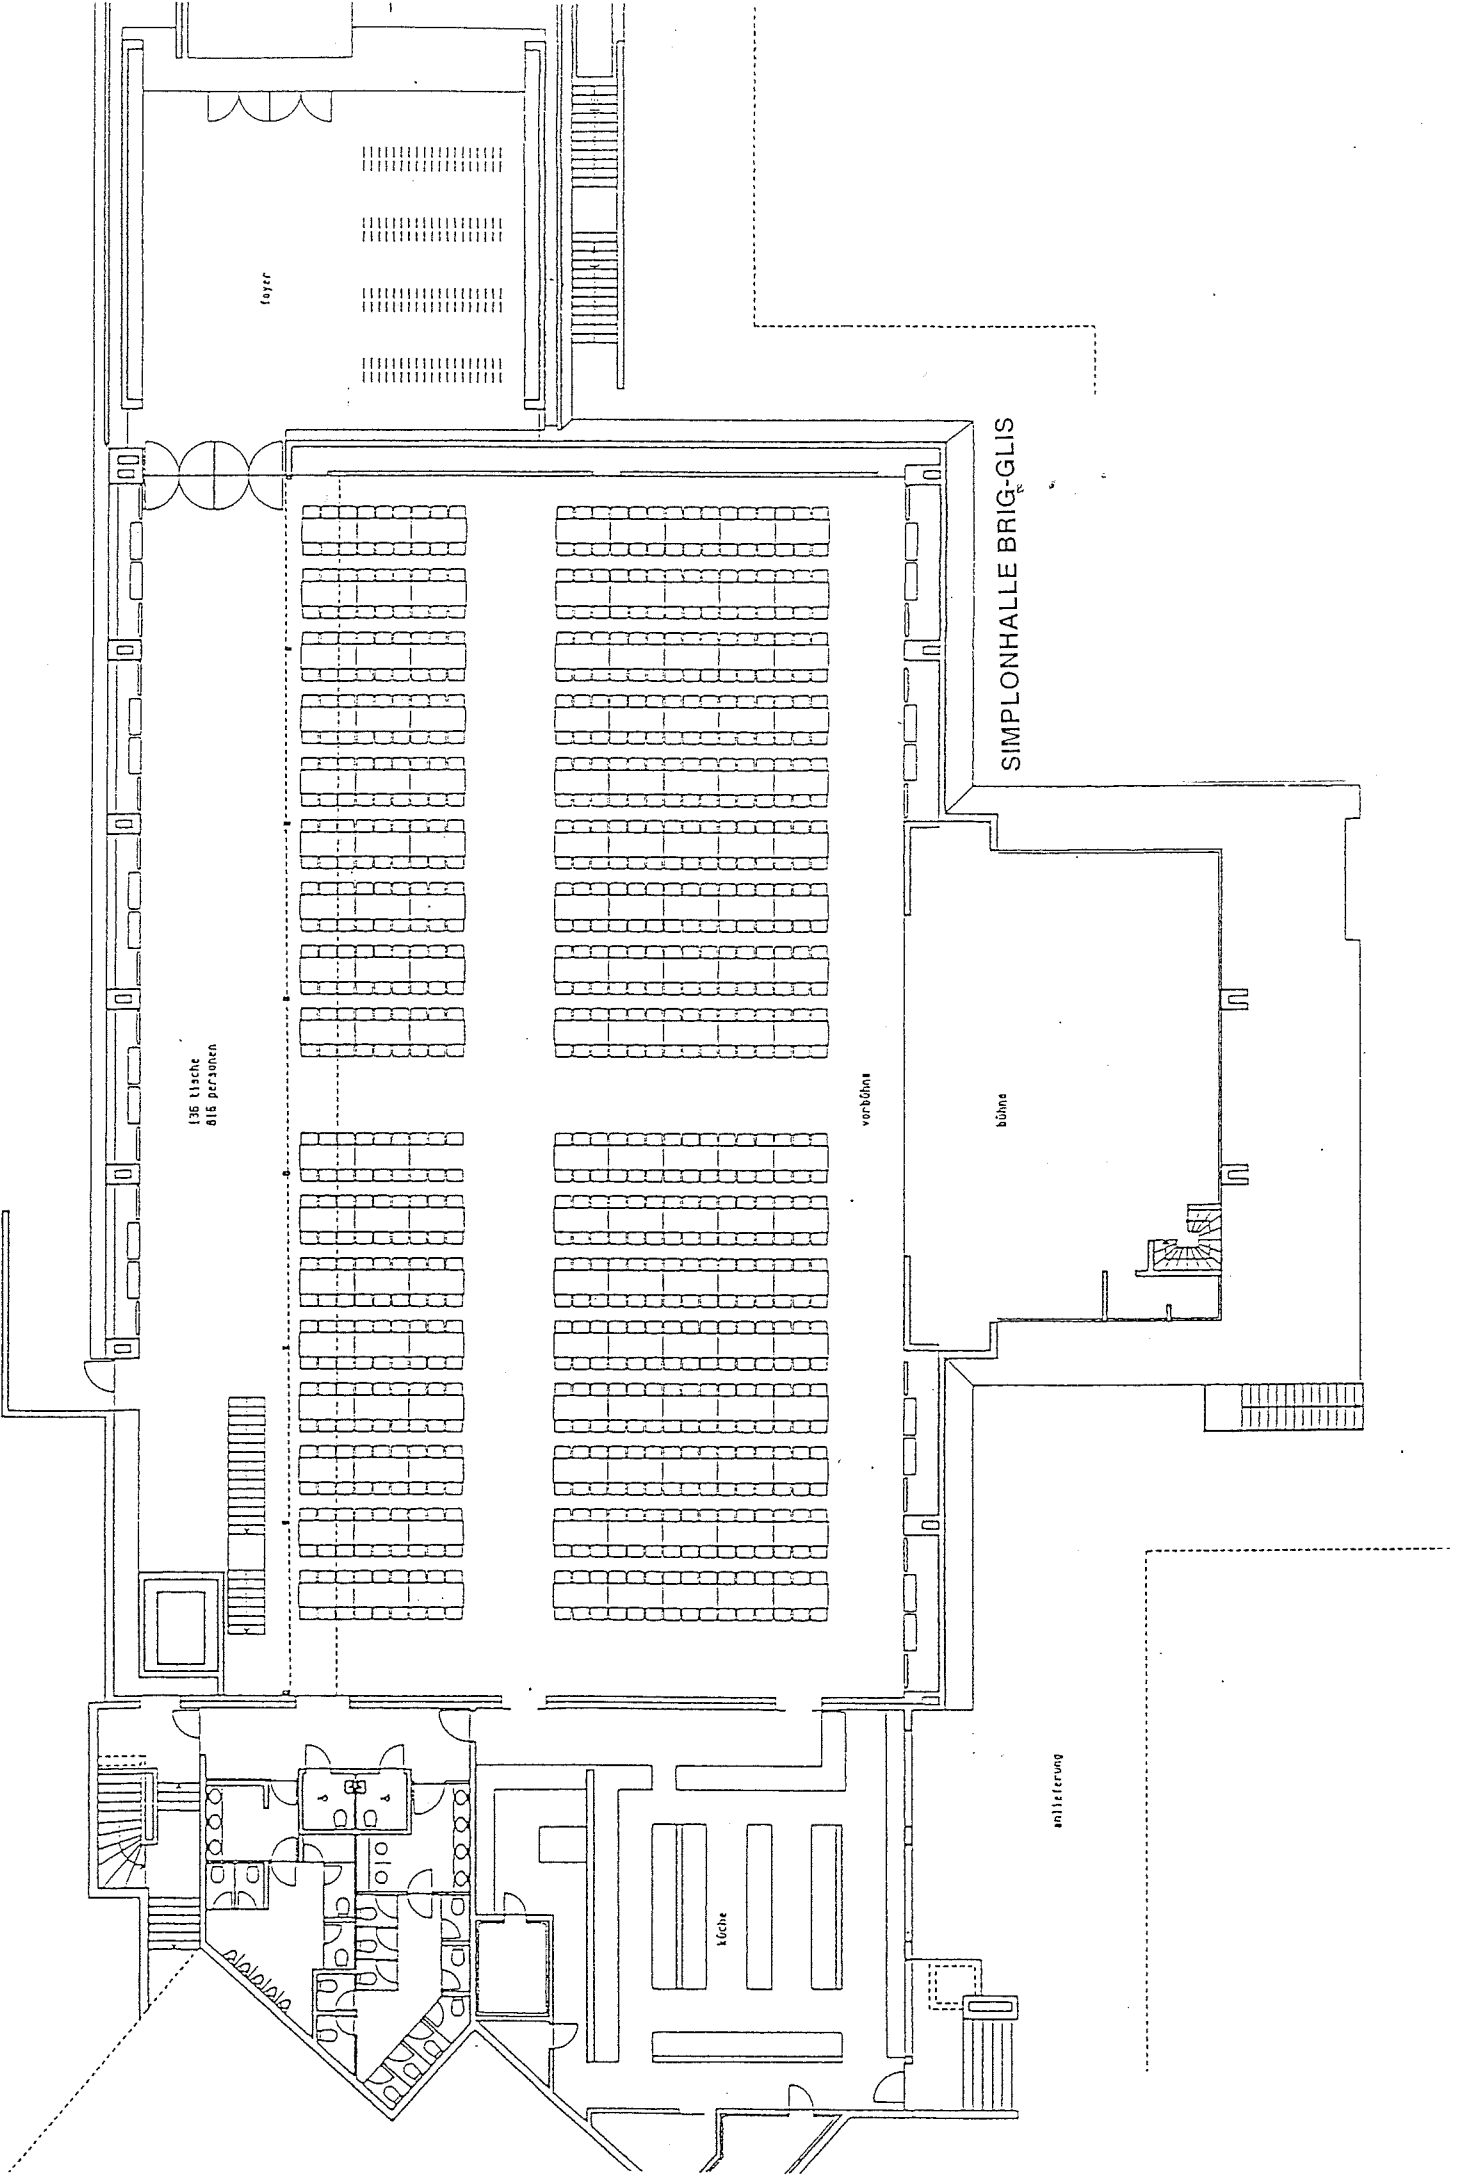 foyer
SIMPLONHALLE BRIG-GLIS
136 tische
816 personen
vorbühne
bühne
anlieferung
küche